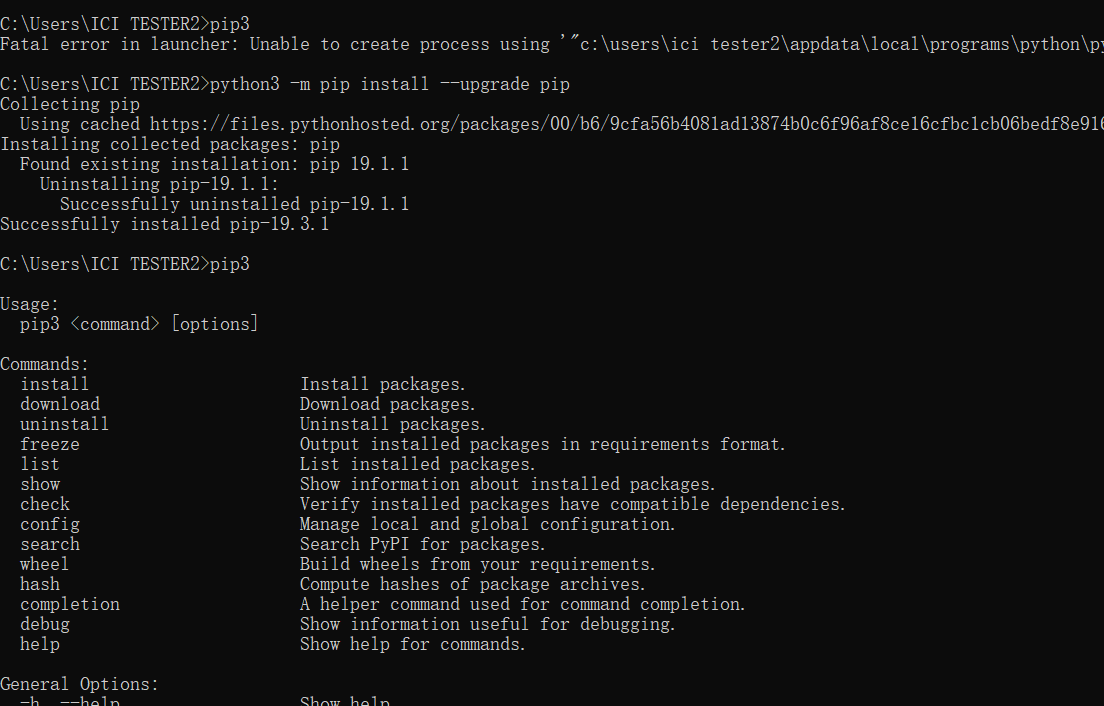 C:\Users\ICI TESTER2>pip3
Fatal error in launcher: Unable to create process using '"c:\users\ici tester2\appdata\local\programs\python\py
C:\Users\ICI TESTER2>python3 -m pip install --upgrade pip
Collecting pip
Using cached https://files.pythonhosted.org/packages/00/b6/9cfa56b4081ad13874b0c6f96af8ce16cfbc1cb06bedf8e916
Installing collected packages: pip
Found existing installation: pip 19.1.1
Uninstalling pip-19.1.1:
Successfully uninstalled pip-19.1.1
Successfully installed pip-19.3.1
C:\Users\ICI TESTER2>pip3
Usage:
pip3 <command> [options]
Commands:
install Install packages.
download Download packages.
uninstall Uninstall packages.
freeze Output installed packages in requirements format.
list List installed packages.
show Show information about installed packages.
check Verify installed packages have compatible dependencies.
config Manage local and global configuration.
search Search PyPI for packages.
wheel Build wheels from your requirements.
hash Compute hashes of package archives.
completion A helper command used for command completion.
debug Show information useful for debugging.
help Show help for commands.
General Options:
-h, --help Show help